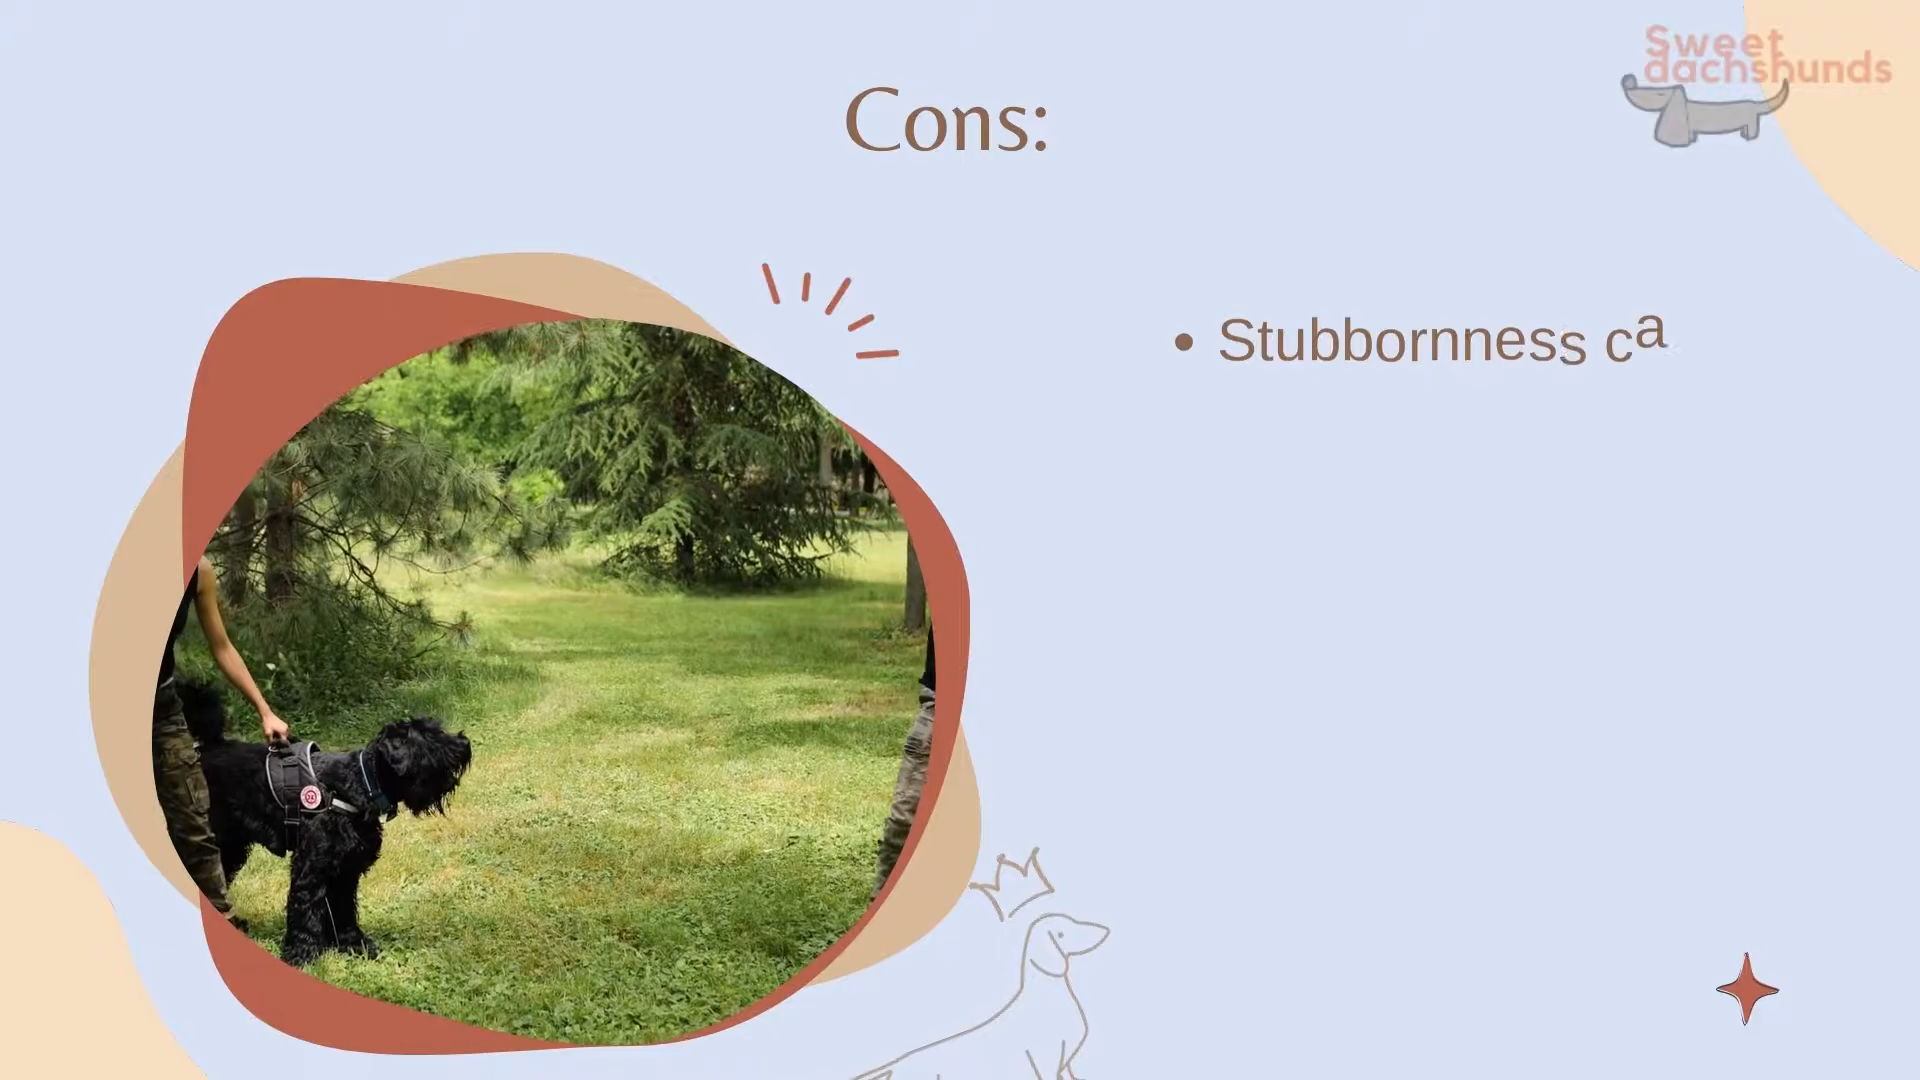 Sweet
dachshunds
Cons:
• Stubbornness ca